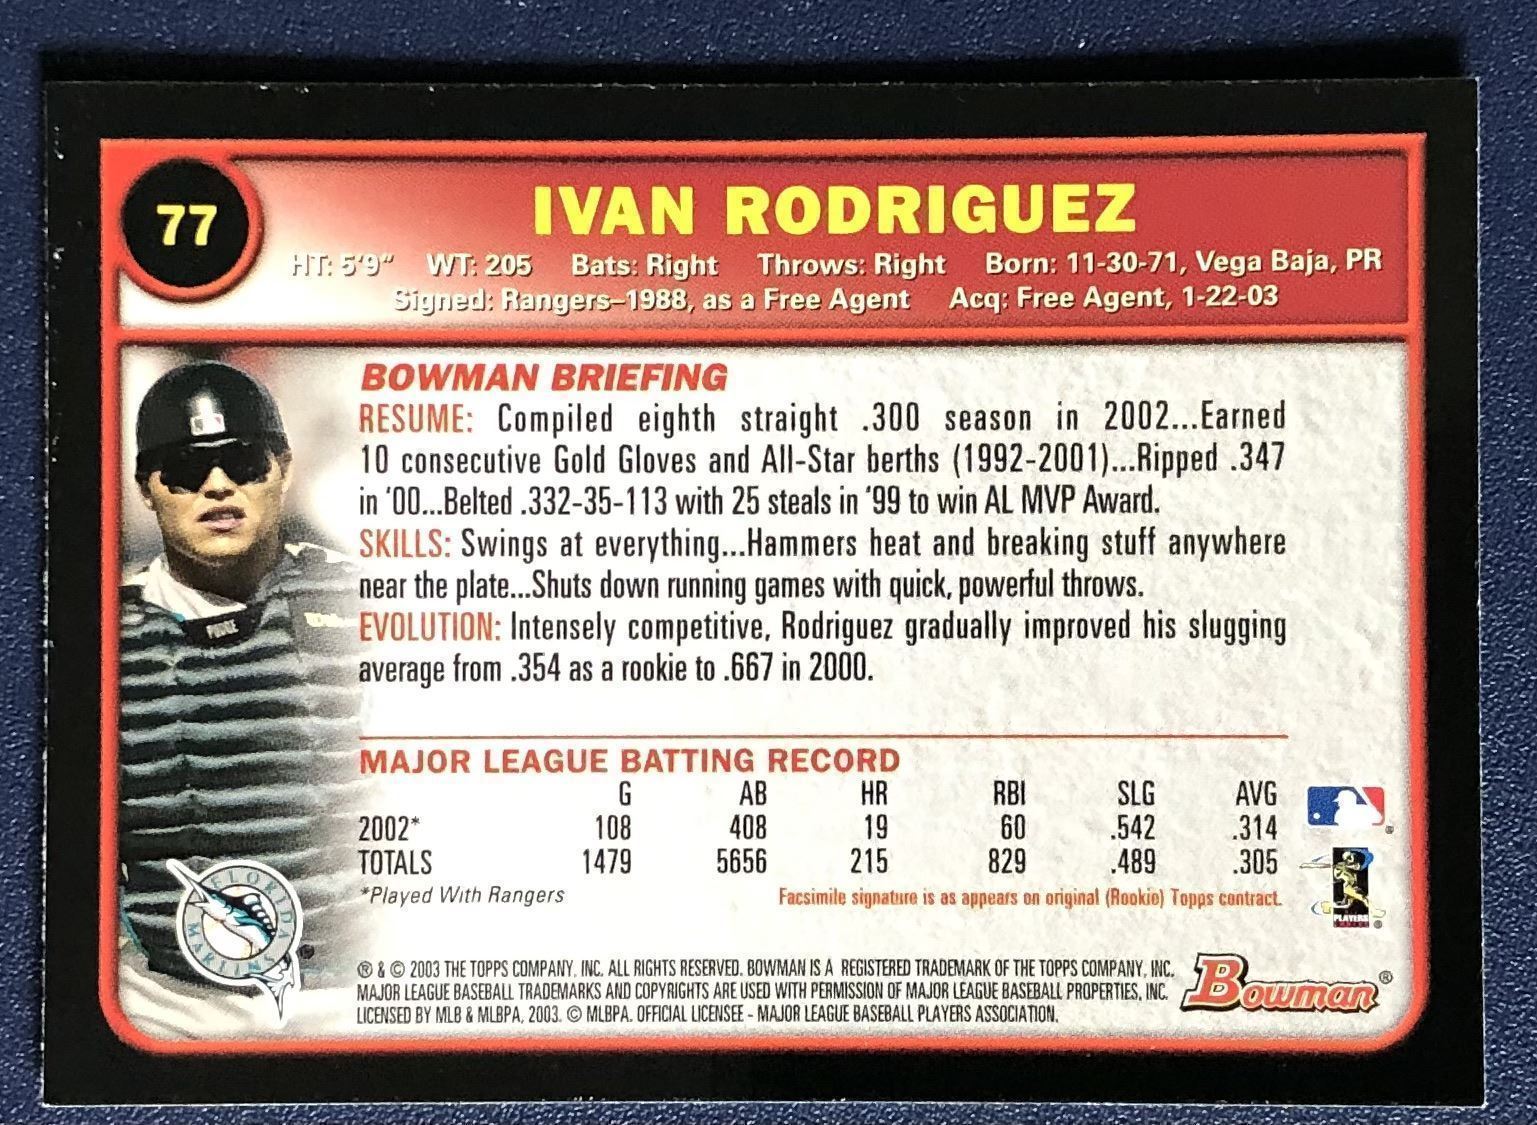 77
IVAN RODRIGUEZ
HT: 5'9" WT: 205 Bats: Right Throws: Right Born: 11-30-71, Vega Baja, PR
Signed: Rangers–1988, as a Free Agent Acq: Free Agent, 1-22-03
BOWMAN BRIEFING
RESUME: Compiled eighth straight .300 season in 2002...Earned
10 consecutive Gold Gloves and All-Star berths (1992-2001)...Ripped .347
in '00...Belted .332-35-113 with 25 steals in '99 to win AL MVP Award.
SKILLS: Swings at everything...Hammers heat and breaking stuff anywhere
near the plate...Shuts down running games with quick, powerful throws.
EVOLUTION: Intensely competitive, Rodriguez gradually improved his slugging
average from .354 as a rookie to .667 in 2000.
PUDGE
MAJOR LEAGUE BATTING RECORD
G AB HR RBI SLG AVG
2002* 108 408 19 60 .542 .314
TOTALS 1479 5656 215 829 .489 .305
*Played With Rangers Facsimile signature is as appears on original (Rookie) Topps contract.
FLORIDA
MARLINS
PLAYERS
® & © 2003 THE TOPPS COMPANY, INC. ALL RIGHTS RESERVED. BOWMAN IS A REGISTERED TRADEMARK OF THE TOPPS COMPANY, INC.
MAJOR LEAGUE BASEBALL TRADEMARKS AND COPYRIGHTS ARE USED WITH PERMISSION OF MAJOR LEAGUE BASEBALL PROPERTIES, INC.
LICENSED BY MLB & MLBPA, 2003. © MLBPA. OFFICIAL LICENSEE - MAJOR LEAGUE BASEBALL PLAYERS ASSOCIATION.
Bowman®